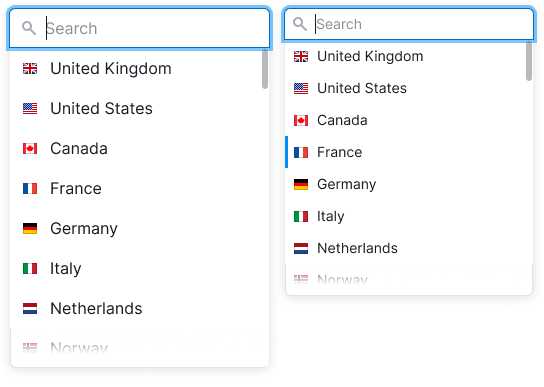 Search
United Kingdom
United States
Canada
France
Germany
Italy
Netherlands
Norway
Search
United Kingdom
United States
Canada
France
Germany
Italy
Netherlands
Norway